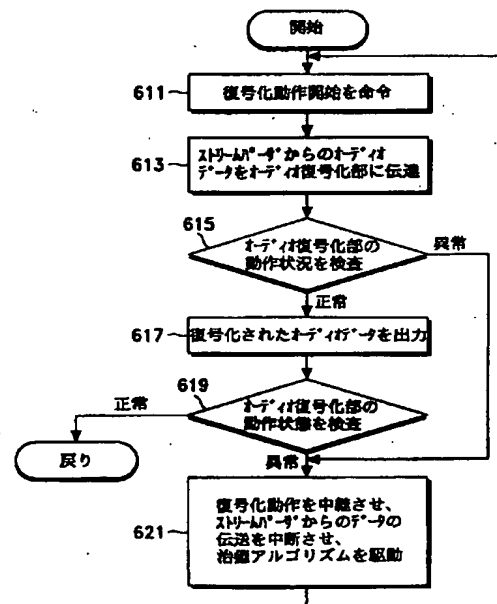 開始
611
復号化動作開始を命令
613
ストリームパーザからのオーディオ
データをオーディオ復号化部に伝達
615
オーディオ復号化部の
動作状況を検査
異常
正常
617
復号化されたオーディオデータを出力
619
オーディオ復号化部の
動作状態を検査
正常
戻り
異常
621
復号化動作を中継させ、
ストリームパーザからのデータの
伝送を中断させ、
治癒アルゴリズムを駆動